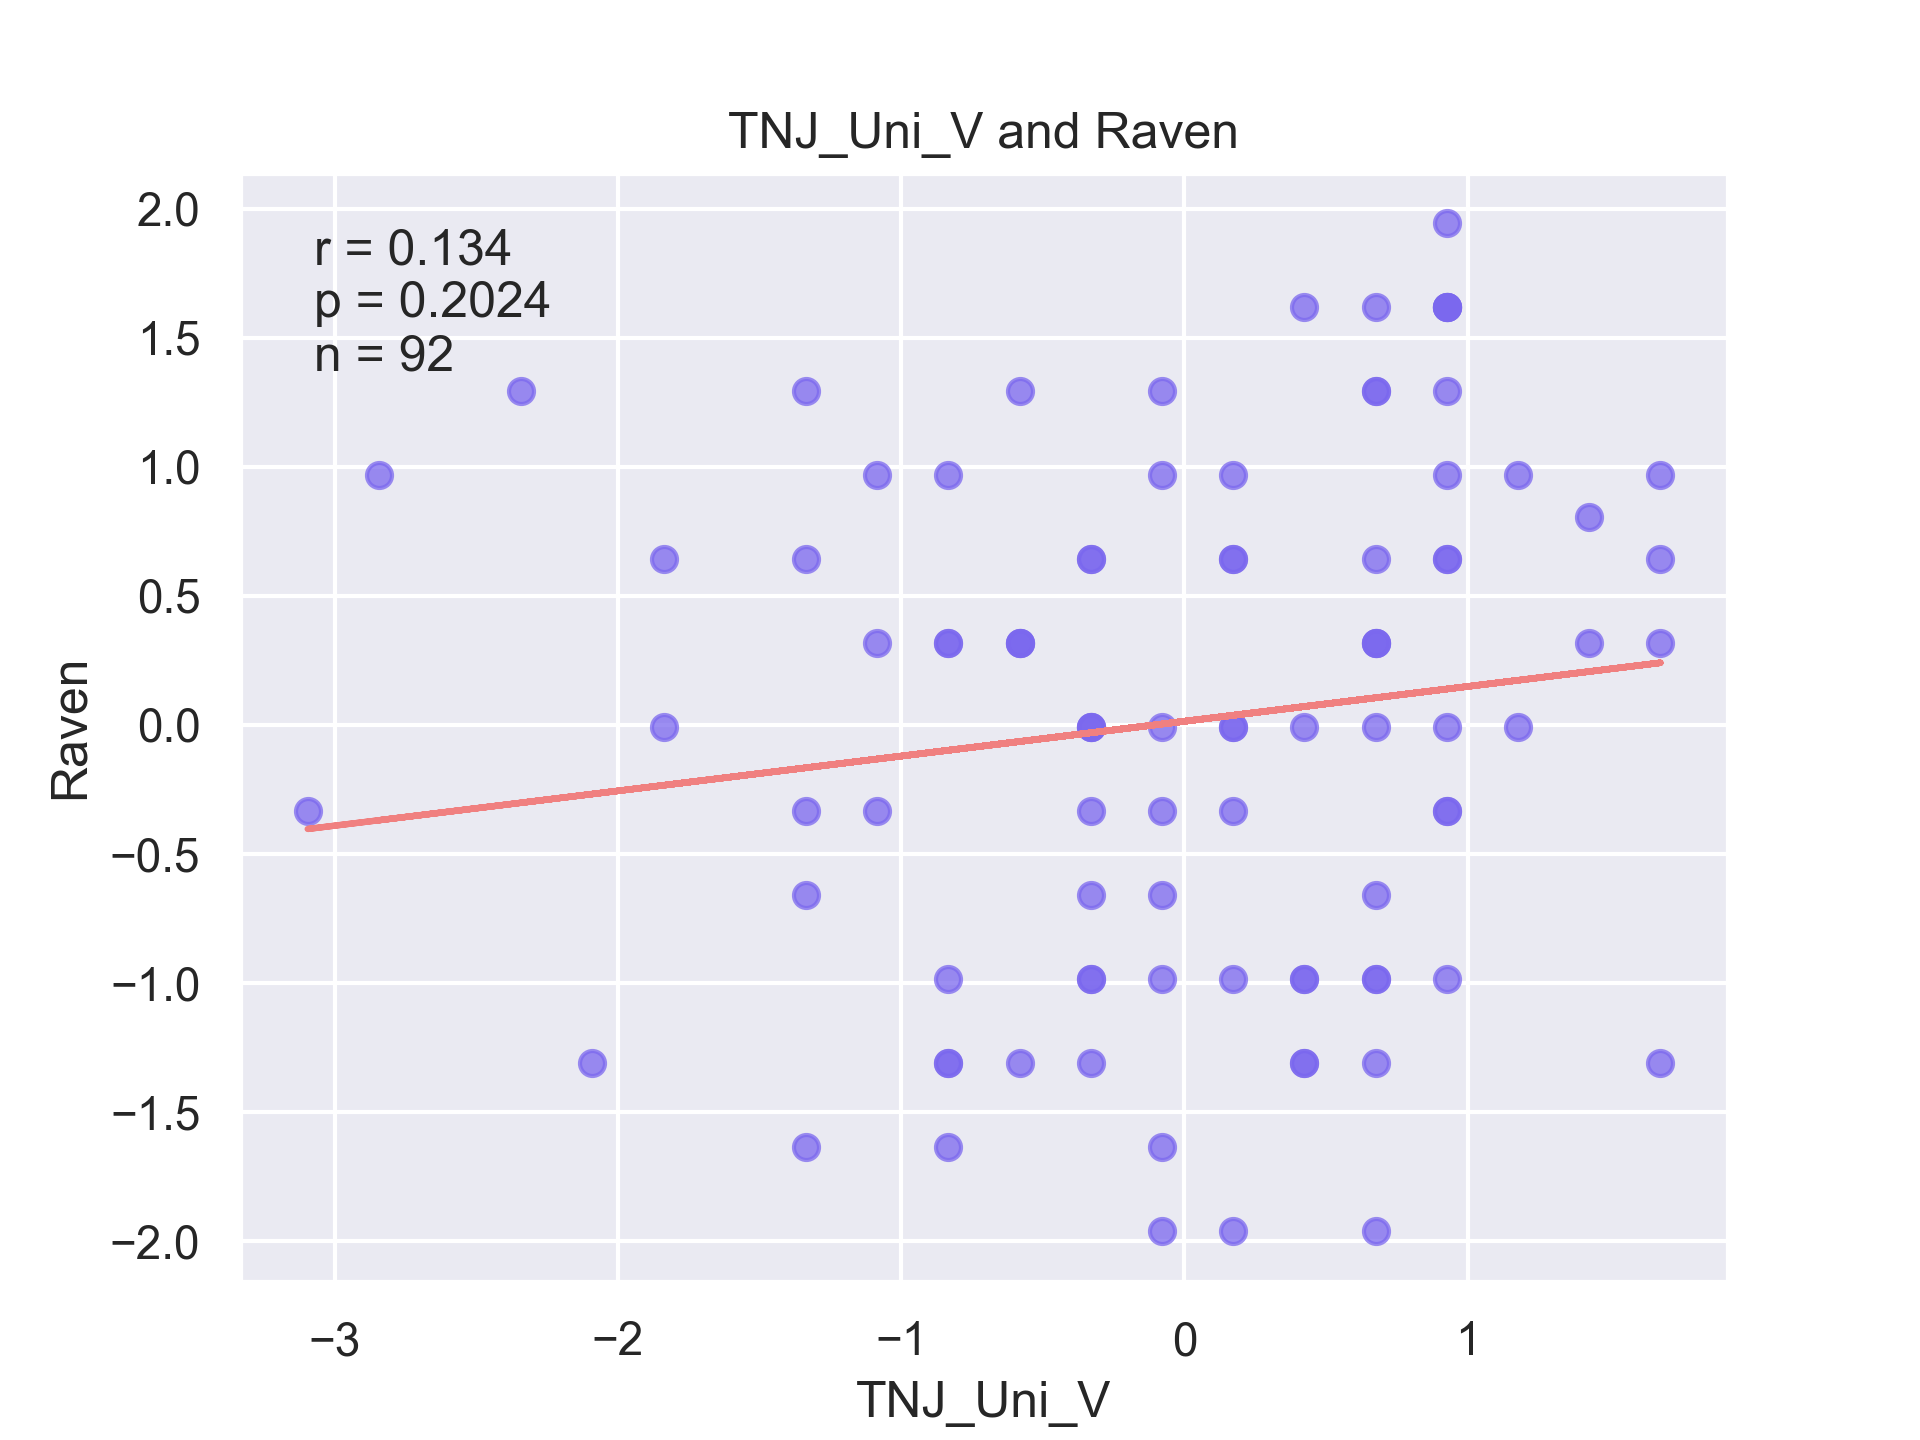 TNJ_Uni_V and Raven
r = 0.134
p = 0.2024
n = 92
2.0
1.5
1.0
0.5
0.0
−0.5
−1.0
−1.5
−2.0
Raven
−3 −2 −1 0 1
TNJ_Uni_V